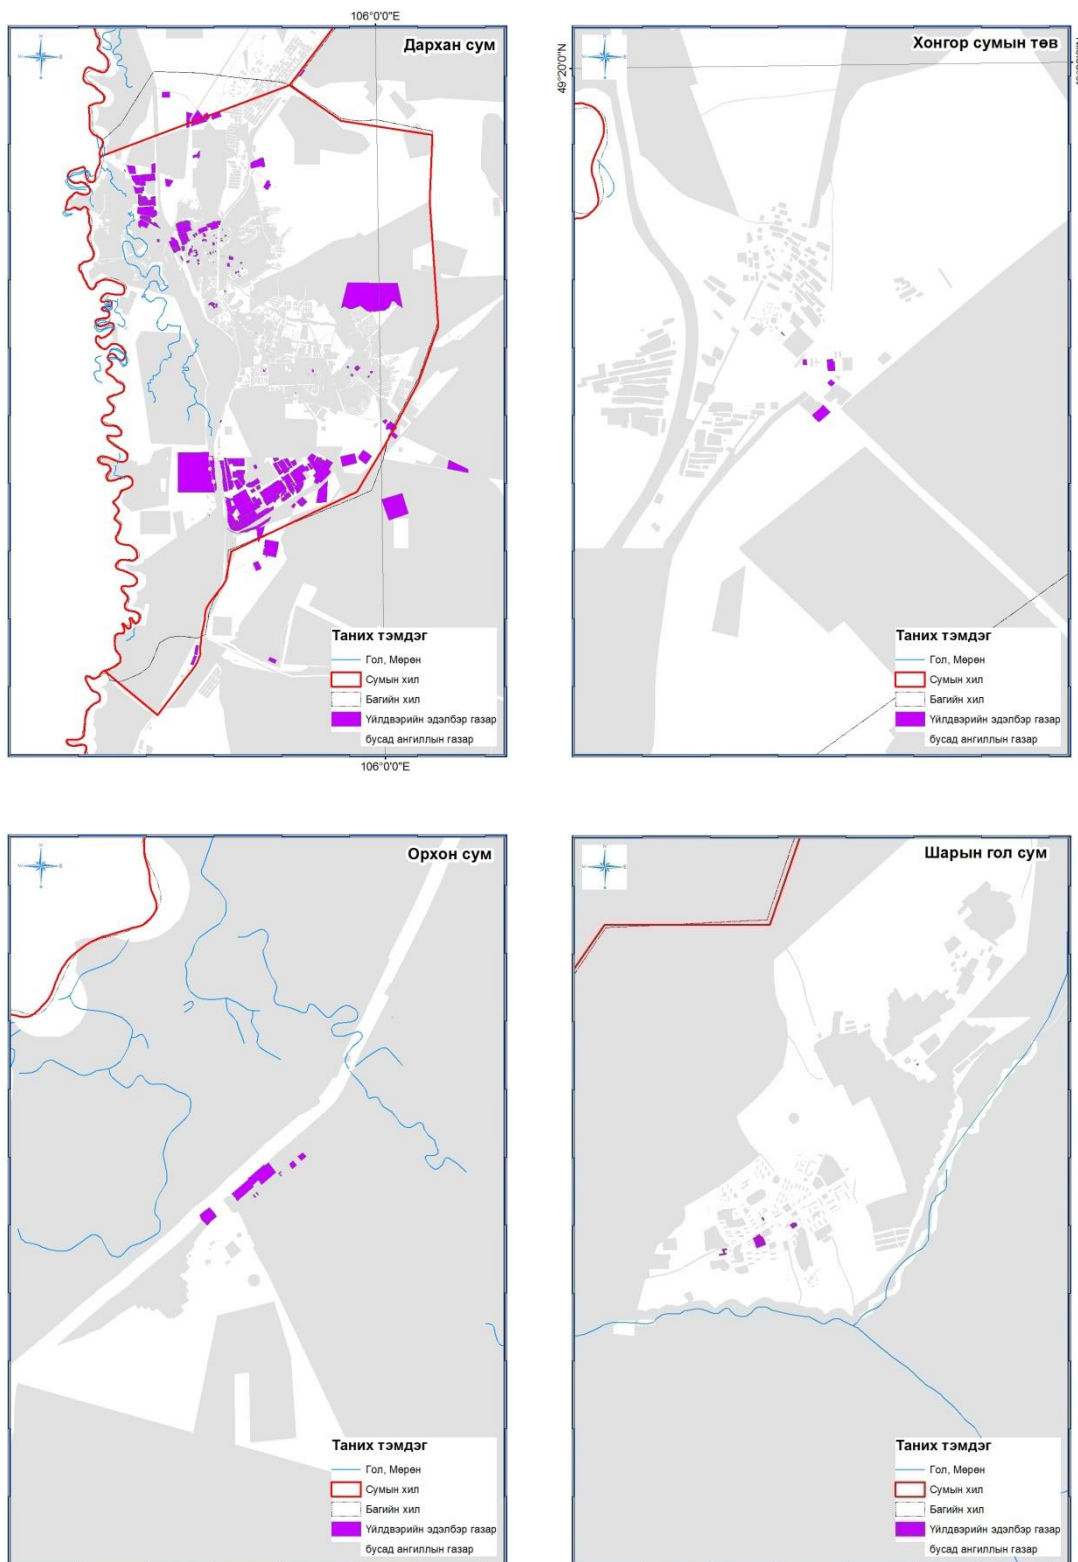 106°0'0"E
Дархан сум
Таних тэмдэг
Гол, Мөрөн
Сумын хил
Багийн хил
Үйлдвэрийн эдэлбэр газар
бусад ангиллын газар
106°0'0"E
Хонгор сумын төв
49°20'0"N
Таних тэмдэг
Гол, Мөрөн
Сумын хил
Багийн хил
Үйлдвэрийн эдэлбэр газар
бусад ангиллын газар
Орхон сум
Таних тэмдэг
Гол, Мөрөн
Сумын хил
Багийн хил
Үйлдвэрийн эдэлбэр газар
бусад ангиллын газар
Шарын гол сум
Таних тэмдэг
Гол, Мөрөн
Сумын хил
Багийн хил
Үйлдвэрийн эдэлбэр газар
бусад ангиллын газар